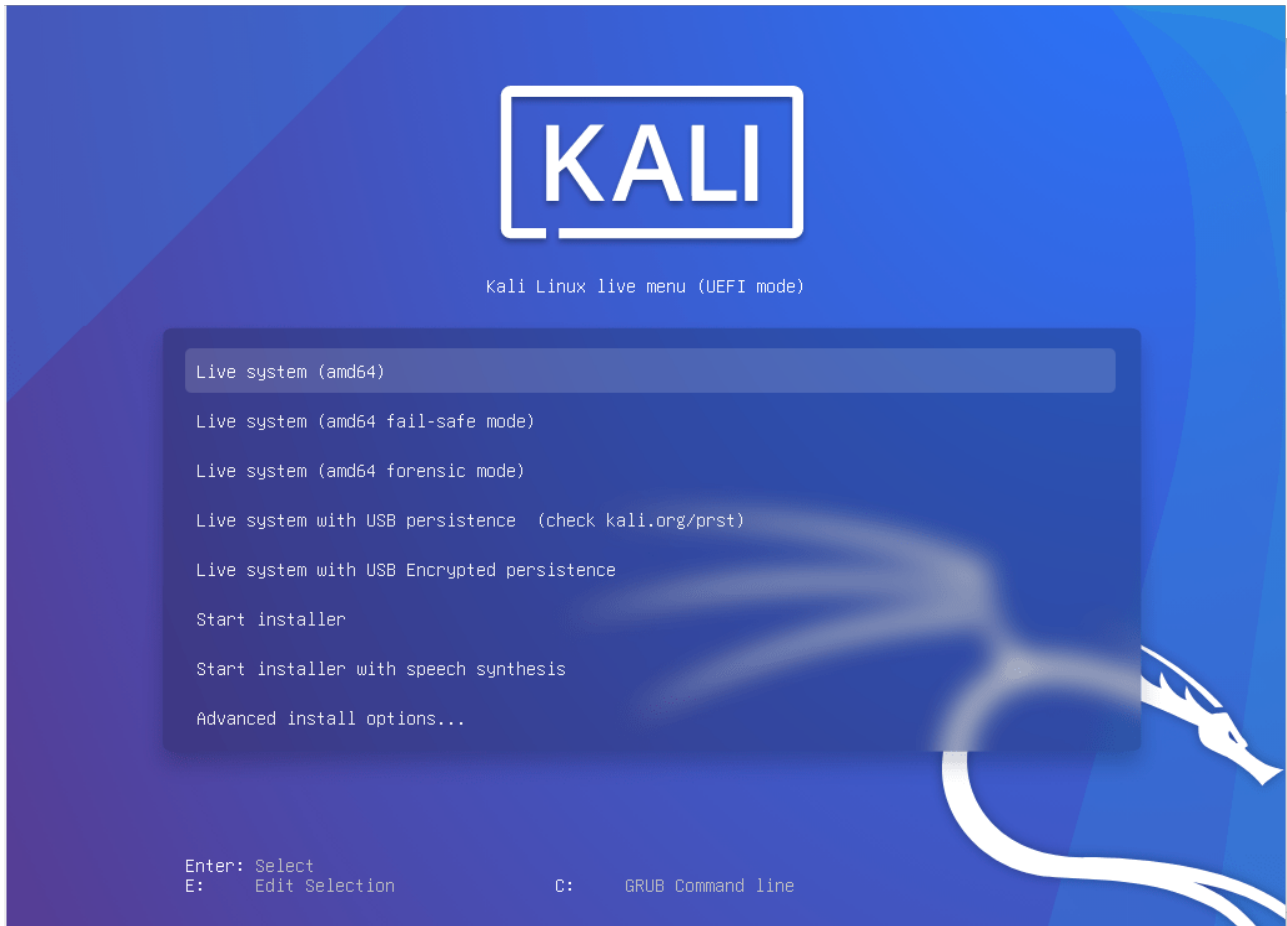 KALI
Kali Linux live menu (UEFI mode)
Live system (amd64)
Live system (amd64 fail-safe mode)
Live system (amd64 forensic mode)
Live system with USB persistence  (check kali.org/prst)
Live system with USB Encrypted persistence
Start installer
Start installer with speech synthesis
Advanced install options...
Enter: Select
E: Edit Selection C: GRUB Command line